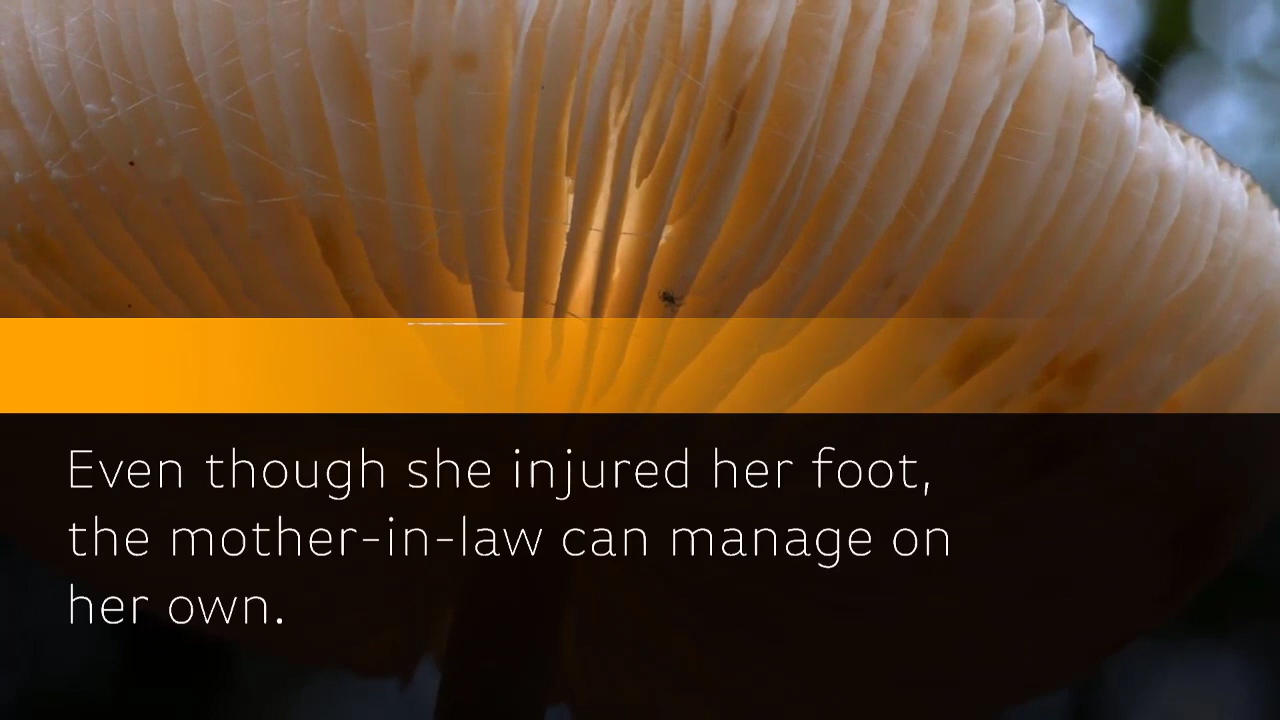 Even though she injured her foot,
the mother-in-law can manage on
her own.